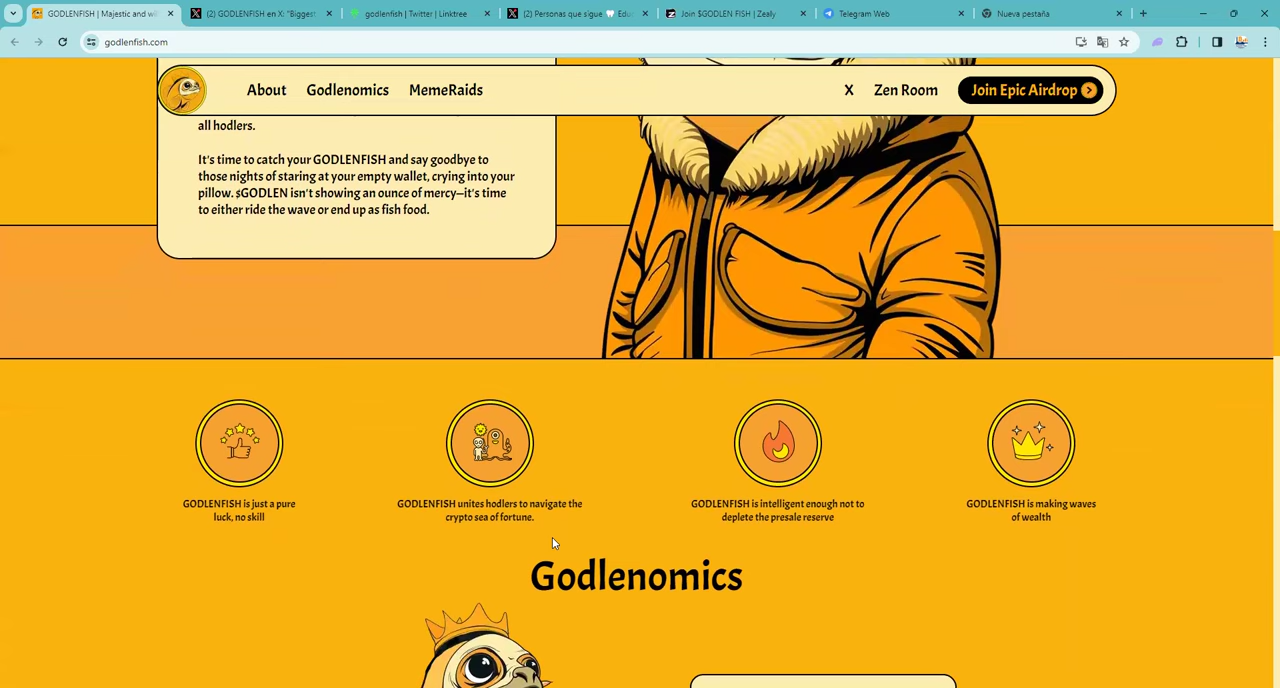 GODLENFISH | Majestic and wi
(2) GODLENFISH en X: "Biggest
godlenfish | Twitter | Linktree
(2) Personas que sigue 🦷 Edu
Join $GODLEN FISH | Zealy
Telegram Web
Nueva pestaña
godlenfish.com
About
Godlenomics
MemeRaids
X
Zen Room
Join Epic Airdrop
all hodlers.
It's time to catch your GODLENFISH and say goodbye to
those nights of staring at your empty wallet, crying into your
pillow. $GODLEN isn't showing an ounce of mercy—it's time
to either ride the wave or end up as fish food.
GODLENFISH is just a pure
luck, no skill
GODLENFISH unites hodlers to navigate the
crypto sea of fortune.
GODLENFISH is intelligent enough not to
deplete the presale reserve
GODLENFISH is making waves
of wealth
Godlenomics